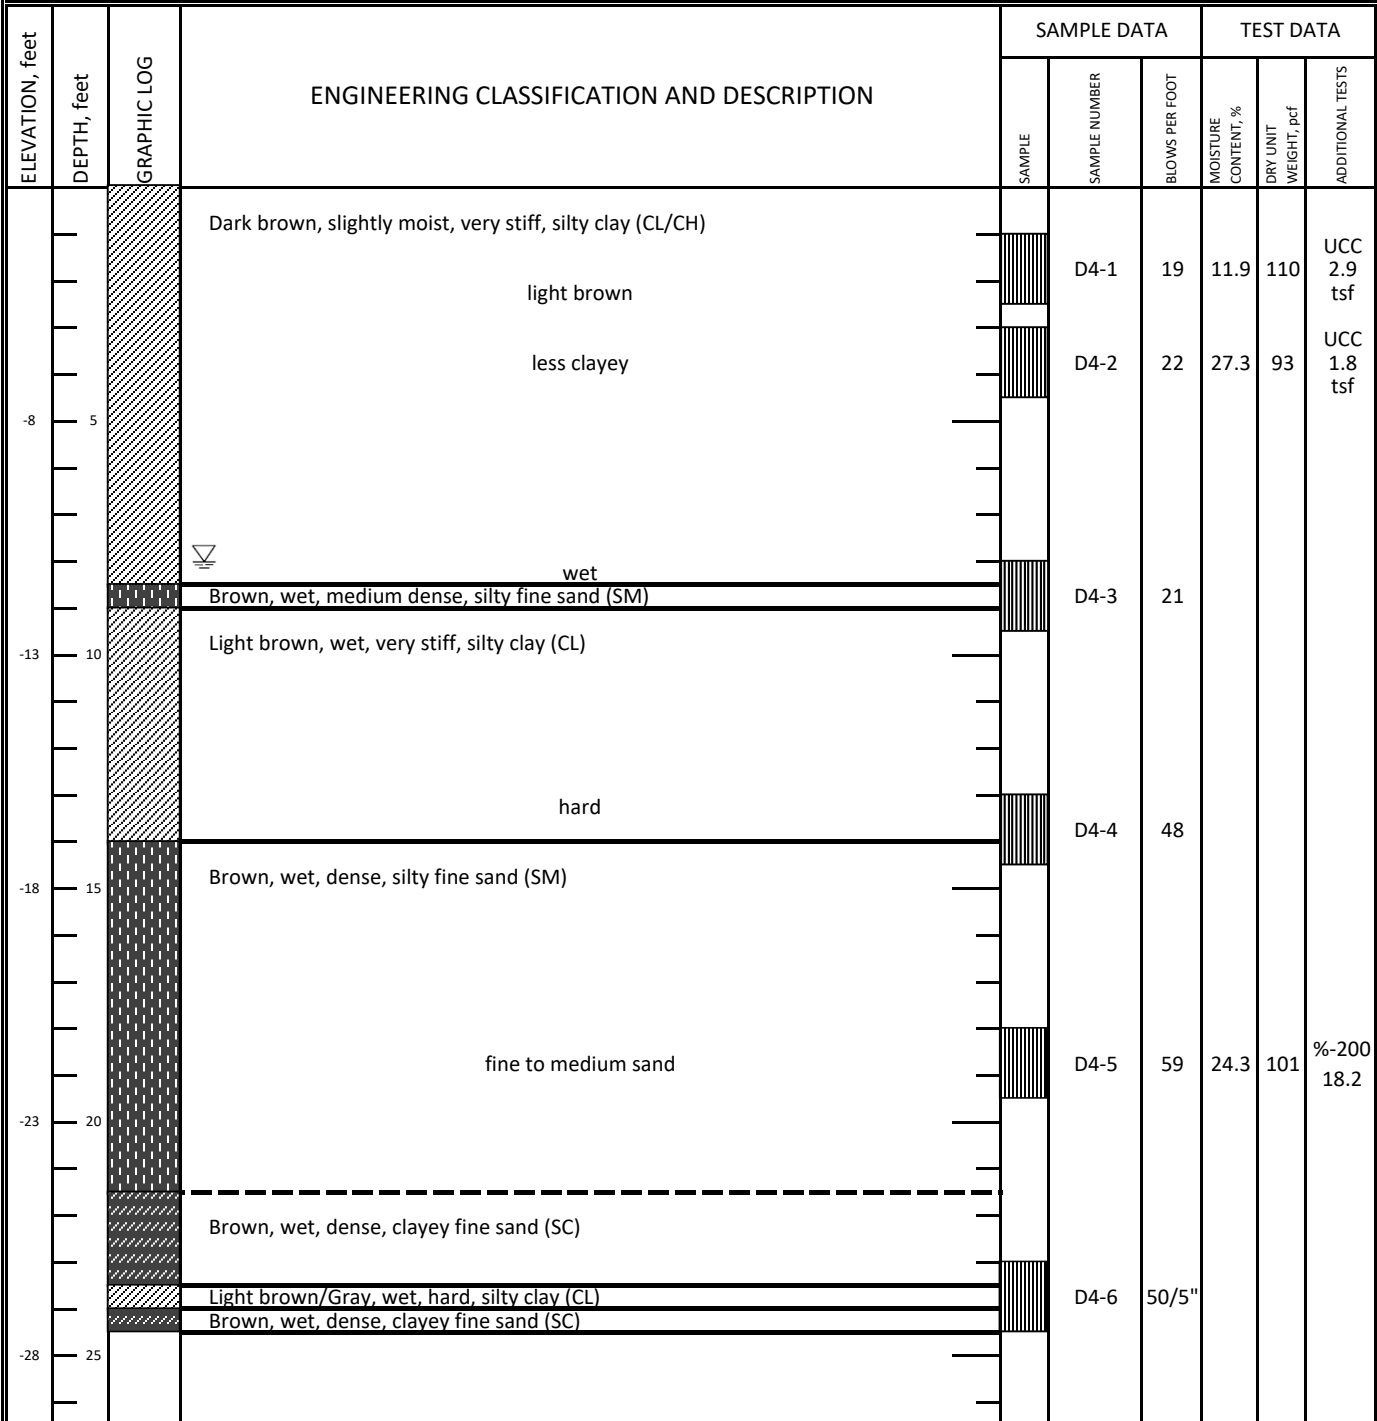 SAMPLE DATA
TEST DATA
ELEVATION, feet
DEPTH, feet
GRAPHIC LOG
ENGINEERING CLASSIFICATION AND DESCRIPTION
SAMPLE
SAMPLE NUMBER
BLOWS PER FOOT
MOISTURE
CONTENT, %
DRY UNIT
WEIGHT, pcf
ADDITIONAL TESTS
Dark brown, slightly moist, very stiff, silty clay (CL/CH)
D4-1 19 11.9 110
UCC
2.9
tsf
light brown
less clayey
D4-2 22 27.3 93
UCC
1.8
tsf
-8 5
wet
Brown, wet, medium dense, silty fine sand (SM)
D4-3 21
Light brown, wet, very stiff, silty clay (CL)
-13 10
hard
D4-4 48
Brown, wet, dense, silty fine sand (SM)
-18 15
fine to medium sand
D4-5 59 24.3 101
%-200
18.2
-23 20
Brown, wet, dense, clayey fine sand (SC)
Light brown/Gray, wet, hard, silty clay (CL)
D4-6 50/5"
Brown, wet, dense, clayey fine sand (SC)
-28 25